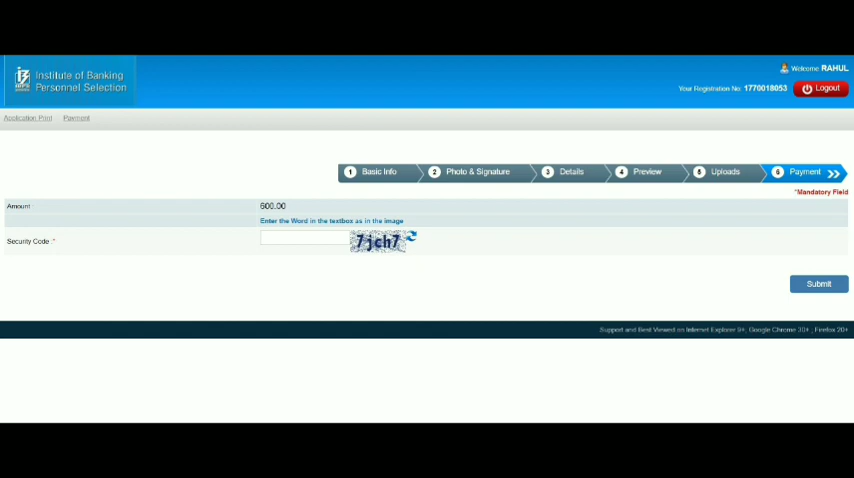 Institute of Banking
Personnel Selection
Welcome RAHUL
Your Registration No: 1770018053
Logout
Application Print Payment
1 Basic Info 2 Photo & Signature 3 Details 4 Preview 5 Uploads 6 Payment
*Mandatory Field
Amount : 600.00
Enter the Word in the textbox as in the image
Security Code :* 7jch7
Submit
Support and Best Viewed on Internet Explorer 9+, Google Chrome 30+ , Firefox 20+